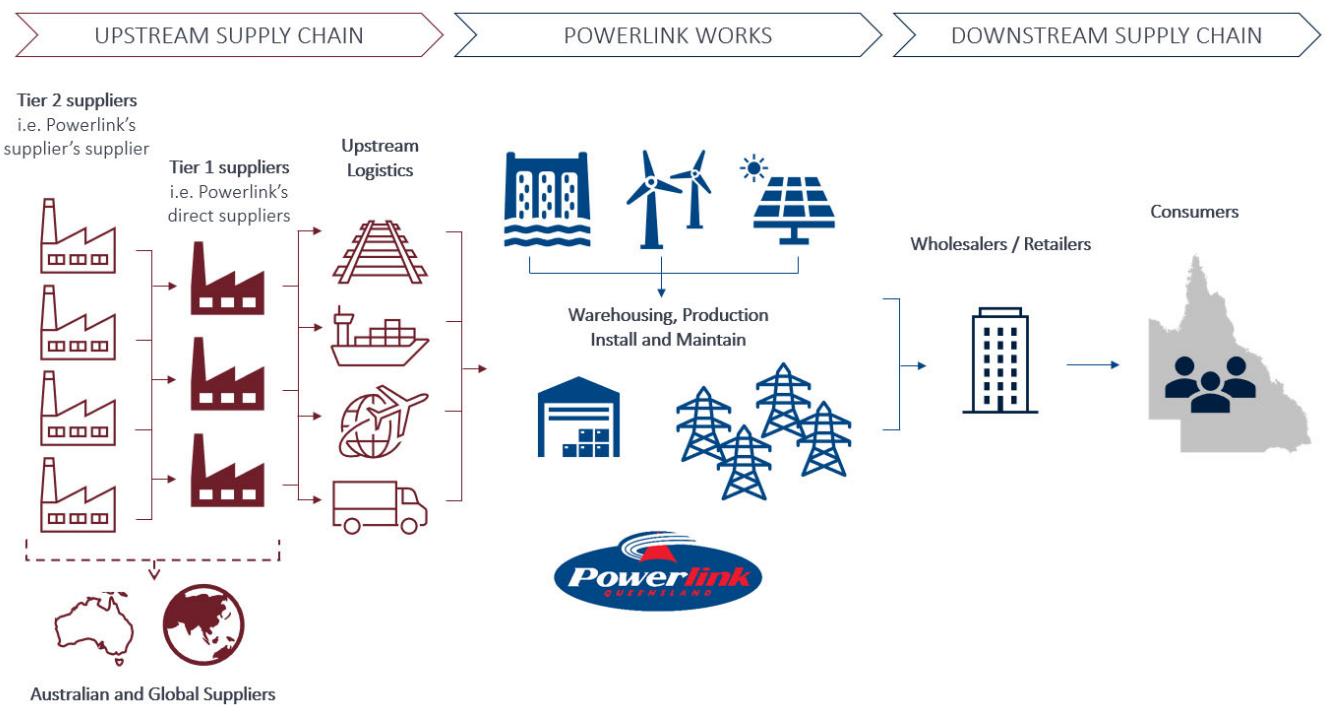 UPSTREAM SUPPLY CHAIN
POWERLINK WORKS
DOWNSTREAM SUPPLY CHAIN
Tier 2 suppliers
i.e. Powerlink's
supplier's supplier
Tier 1 suppliers
i.e. Powerlink's
direct suppliers
Upstream
Logistics
Warehousing, Production
Install and Maintain
Wholesalers / Retailers
Consumers
Powerlink
QUEENSLAND
Australian and Global Suppliers